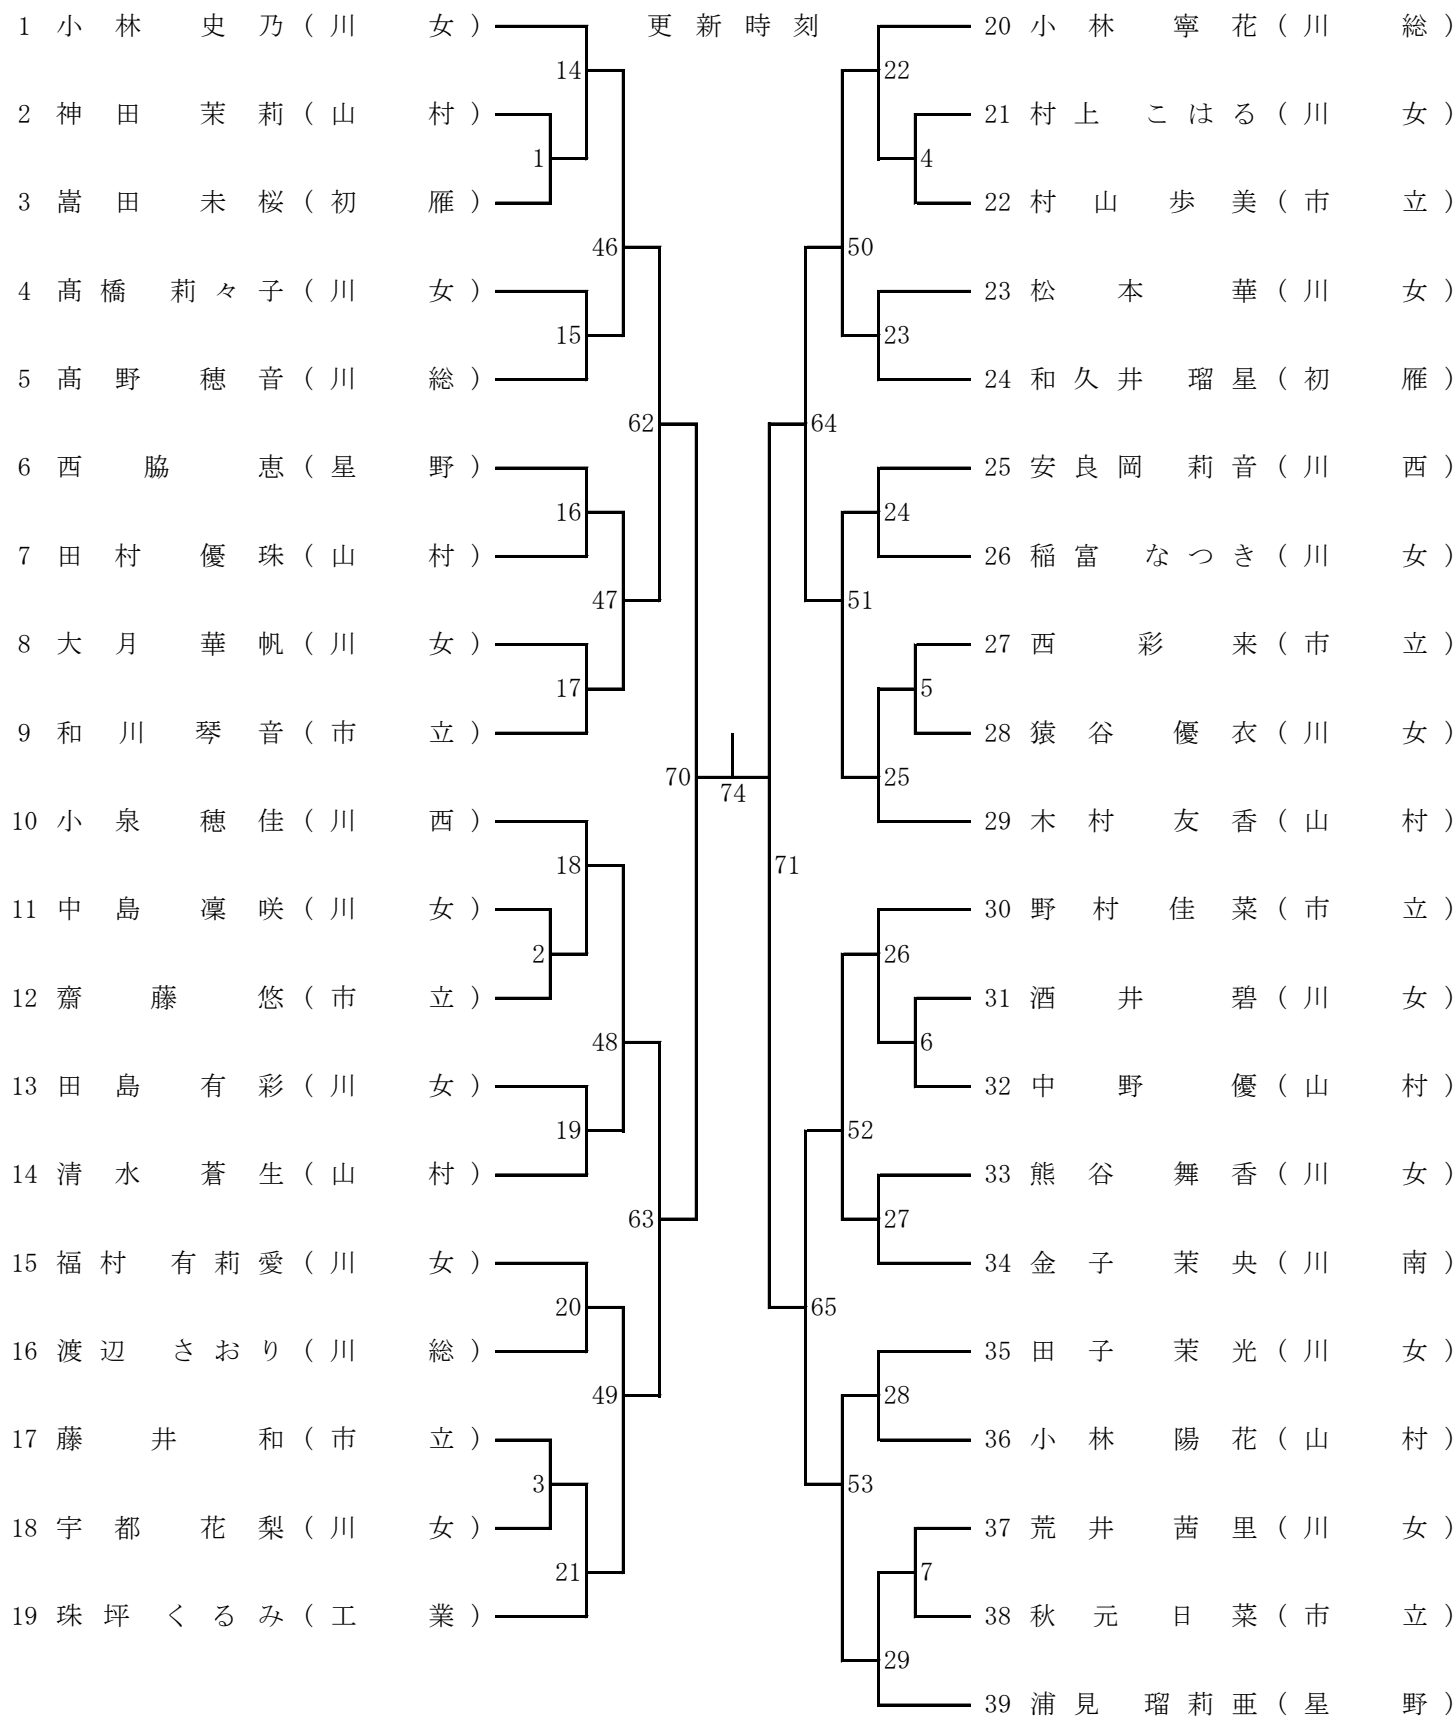 更新時刻
1 小林 史乃(川女)
14
2 神田 茉莉(山村)
1
3 嵩田 未桜(初雁)
46
4 髙橋 莉々子(川女)
15
5 髙野 穂音(川総)
62
6 西脇 恵(星野)
16
7 田村 優珠(山村)
47
8 大月 華帆(川女)
17
9 和川 琴音(市立)
70
74
10 小泉 穂佳(川西)
18
11 中島 凜咲(川女)
2
12 齋藤 悠(市立)
48
13 田島 有彩(川女)
19
14 清水 蒼生(山村)
63
15 福村 有莉愛(川女)
20
16 渡辺 さおり(川総)
49
17 藤井 和(市立)
3
18 宇都 花梨(川女)
21
19 珠坪 くるみ(工業)
20 小林 寧花(川総)
22
21 村上 こはる(川女)
4
22 村山 歩美(市立)
50
23 松本 華(川女)
23
24 和久井 瑠星(初雁)
64
25 安良岡 莉音(川西)
24
26 稲富 なつき(川女)
51
27 西 彩来(市立)
5
28 猿谷 優衣(川女)
25
29 木村 友香(山村)
71
30 野村 佳菜(市立)
26
31 酒井 碧(川女)
6
32 中野 優(山村)
52
33 熊谷 舞香(川女)
27
34 金子 茉央(川南)
65
35 田子 茉光(川女)
28
36 小林 陽花(山村)
53
37 荒井 茜里(川女)
7
38 秋元 日菜(市立)
29
39 浦見 瑠莉亜(星野)